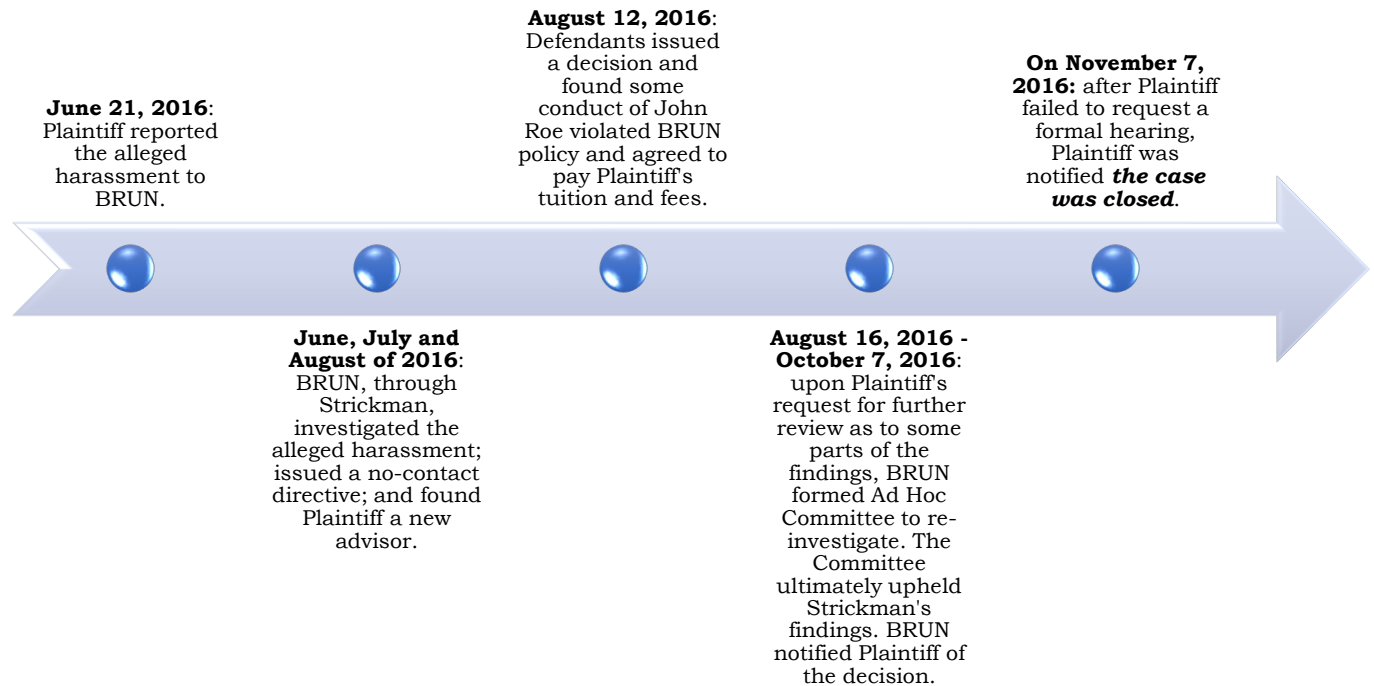 June 21, 2016:
Plaintiff reported
the alleged
harassment to
BRUN.
June, July and
August of 2016:
BRUN, through
Strickman,
investigated the
alleged harassment;
issued a no-contact
directive; and found
Plaintiff a new
advisor.
August 12, 2016:
Defendants issued
a decision and
found some
conduct of John
Roe violated BRUN
policy and agreed to
pay Plaintiff's
tuition and fees.
August 16, 2016 -
October 7, 2016:
upon Plaintiff's
request for further
review as to some
parts of the
findings, BRUN
formed Ad Hoc
Committee to re-
investigate. The
Committee
ultimately upheld
Strickman's
findings. BRUN
notified Plaintiff of
the decision.
On November 7,
2016: after Plaintiff
failed to request a
formal hearing,
Plaintiff was
notified the case
was closed.